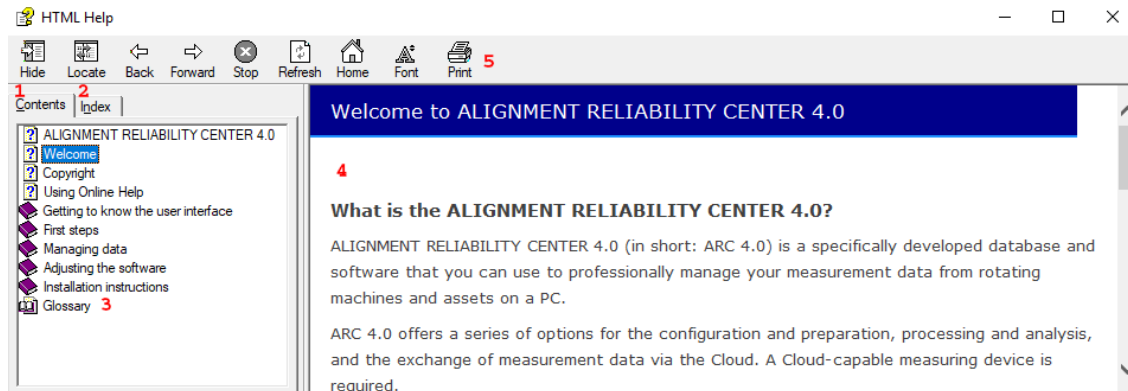 HTML Help
Hide Locate Back Forward Stop Refresh Home Font Print 5
1 2
Contents Index
ALIGNMENT RELIABILITY CENTER 4.0
Welcome
Copyright
Using Online Help
Getting to know the user interface
First steps
Managing data
Adjusting the software
Installation instructions
Glossary 3
Welcome to ALIGNMENT RELIABILITY CENTER 4.0
4
What is the ALIGNMENT RELIABILITY CENTER 4.0?
ALIGNMENT RELIABILITY CENTER 4.0 (in short: ARC 4.0) is a specifically developed database and
software that you can use to professionally manage your measurement data from rotating
machines and assets on a PC.
ARC 4.0 offers a series of options for the configuration and preparation, processing and analysis,
and the exchange of measurement data via the Cloud. A Cloud-capable measuring device is
required.